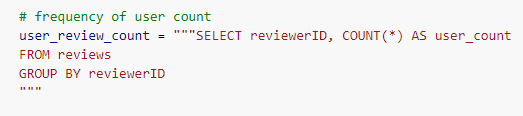 # frequency of user count
user_review_count = """SELECT reviewerID, COUNT(*) AS user_count
FROM reviews
GROUP BY reviewerID
"""